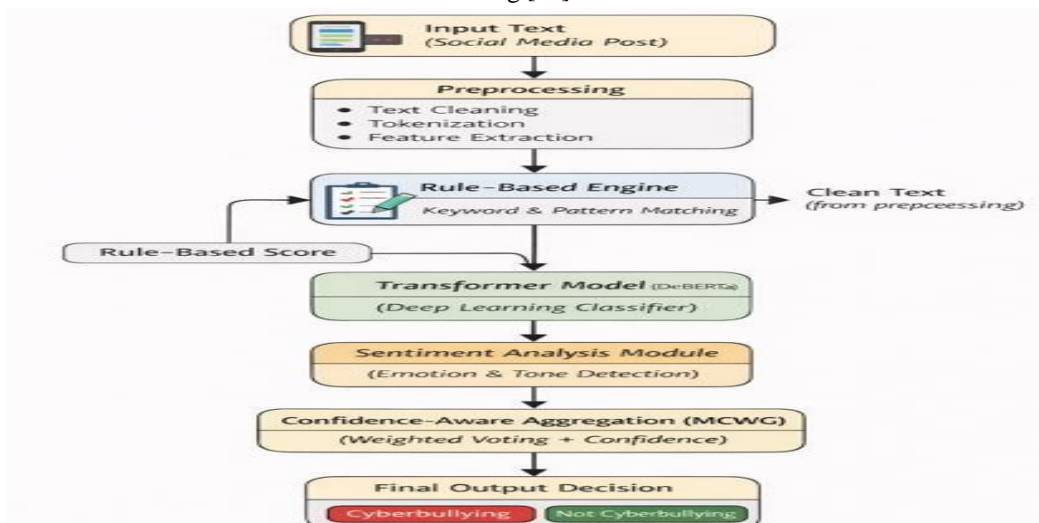 Input Text
(Social Media Post)
Preprocessing
• Text Cleaning
• Tokenization
• Feature Extraction
Rule-Based Engine
Keyword & Pattern Matching
Clean Text
(from prepceessing)
Rule-Based Score
Transformer Model (DeBERTa)
(Deep Learning Classifier)
Sentiment Analysis Module
(Emotion & Tone Detection)
Confidence-Aware Aggregation (MCWG)
(Weighted Voting + Confidence)
Final Output Decision
Cyberbullying
Not Cyberbullying